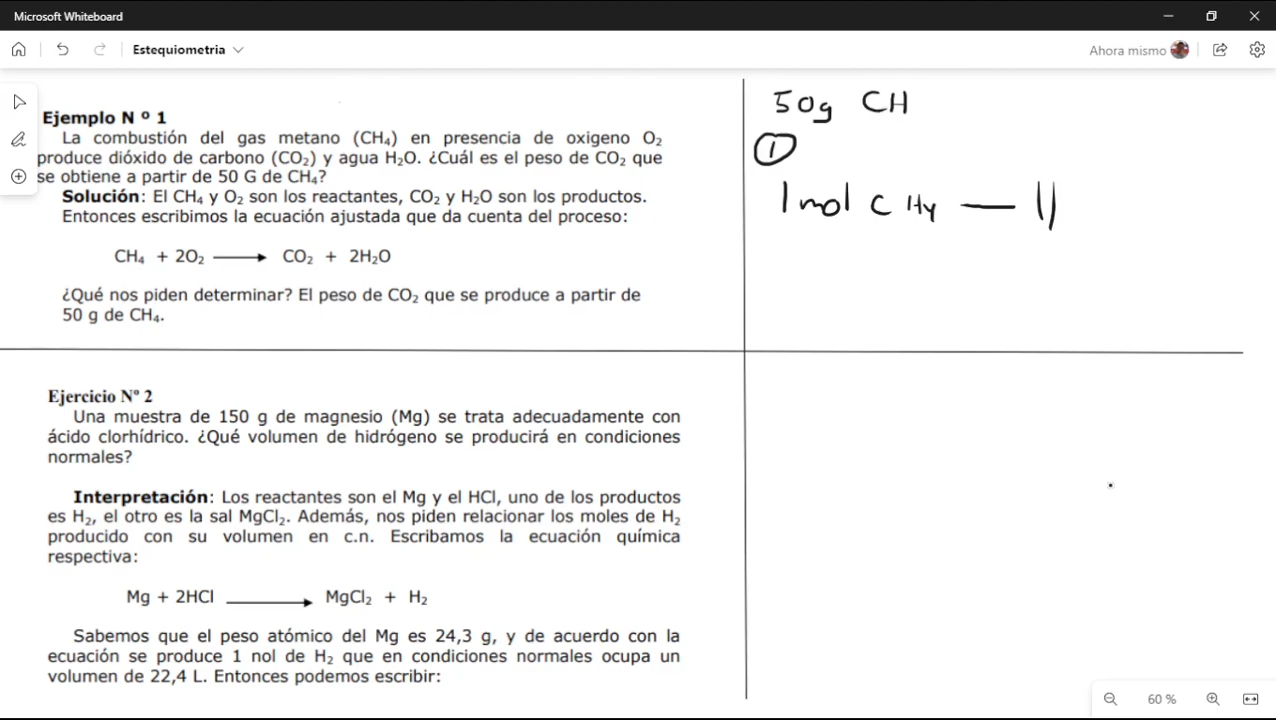 Microsoft Whiteboard
Estequiometria
Ahora mismo
Ejemplo N º 1
La combustión del gas metano (CH₄) en presencia de oxigeno O₂
produce dióxido de carbono (CO₂) y agua H₂O. ¿Cuál es el peso de CO₂ que
se obtiene a partir de 50 G de CH₄?
Solución: El CH₄ y O₂ son los reactantes, CO₂ y H₂O son los productos.
Entonces escribimos la ecuación ajustada que da cuenta del proceso:
CH₄ + 2O₂ ⟶ CO₂ + 2H₂O
¿Qué nos piden determinar? El peso de CO₂ que se produce a partir de
50 g de CH₄.
50g CH
①
1 mol CH₄ —
Ejercicio Nº 2
Una muestra de 150 g de magnesio (Mg) se trata adecuadamente con
ácido clorhídrico. ¿Qué volumen de hidrógeno se producirá en condiciones
normales?
Interpretación: Los reactantes son el Mg y el HCl, uno de los productos
es H₂, el otro es la sal MgCl₂. Además, nos piden relacionar los moles de H₂
producido con su volumen en c.n. Escribamos la ecuación química
respectiva:
Mg + 2HCl ⟶ MgCl₂ + H₂
Sabemos que el peso atómico del Mg es 24,3 g, y de acuerdo con la
ecuación se produce 1 nol de H₂ que en condiciones normales ocupa un
volumen de 22,4 L. Entonces podemos escribir:
60 %